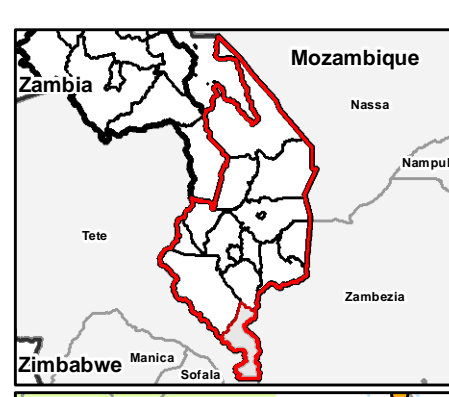 Mozambique
Zambia
Nassa
Nampul
Tete
Zambezia
Zimbabwe
Manica
Sofala